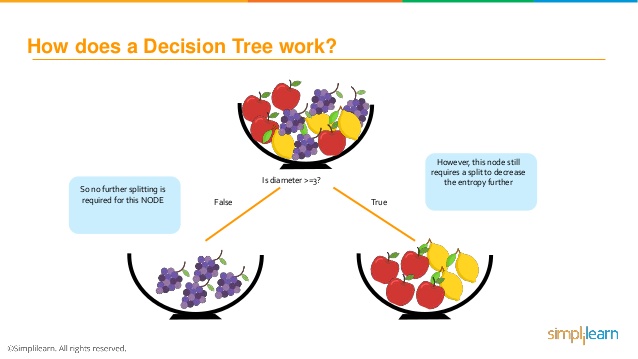 How does a Decision Tree work?
Is diameter >=3?
So no further splitting is
required for this NODE
However, this node still
requires a split to decrease
the entropy further
False
True
©Simplilearn. All rights reserved.
simplilearn